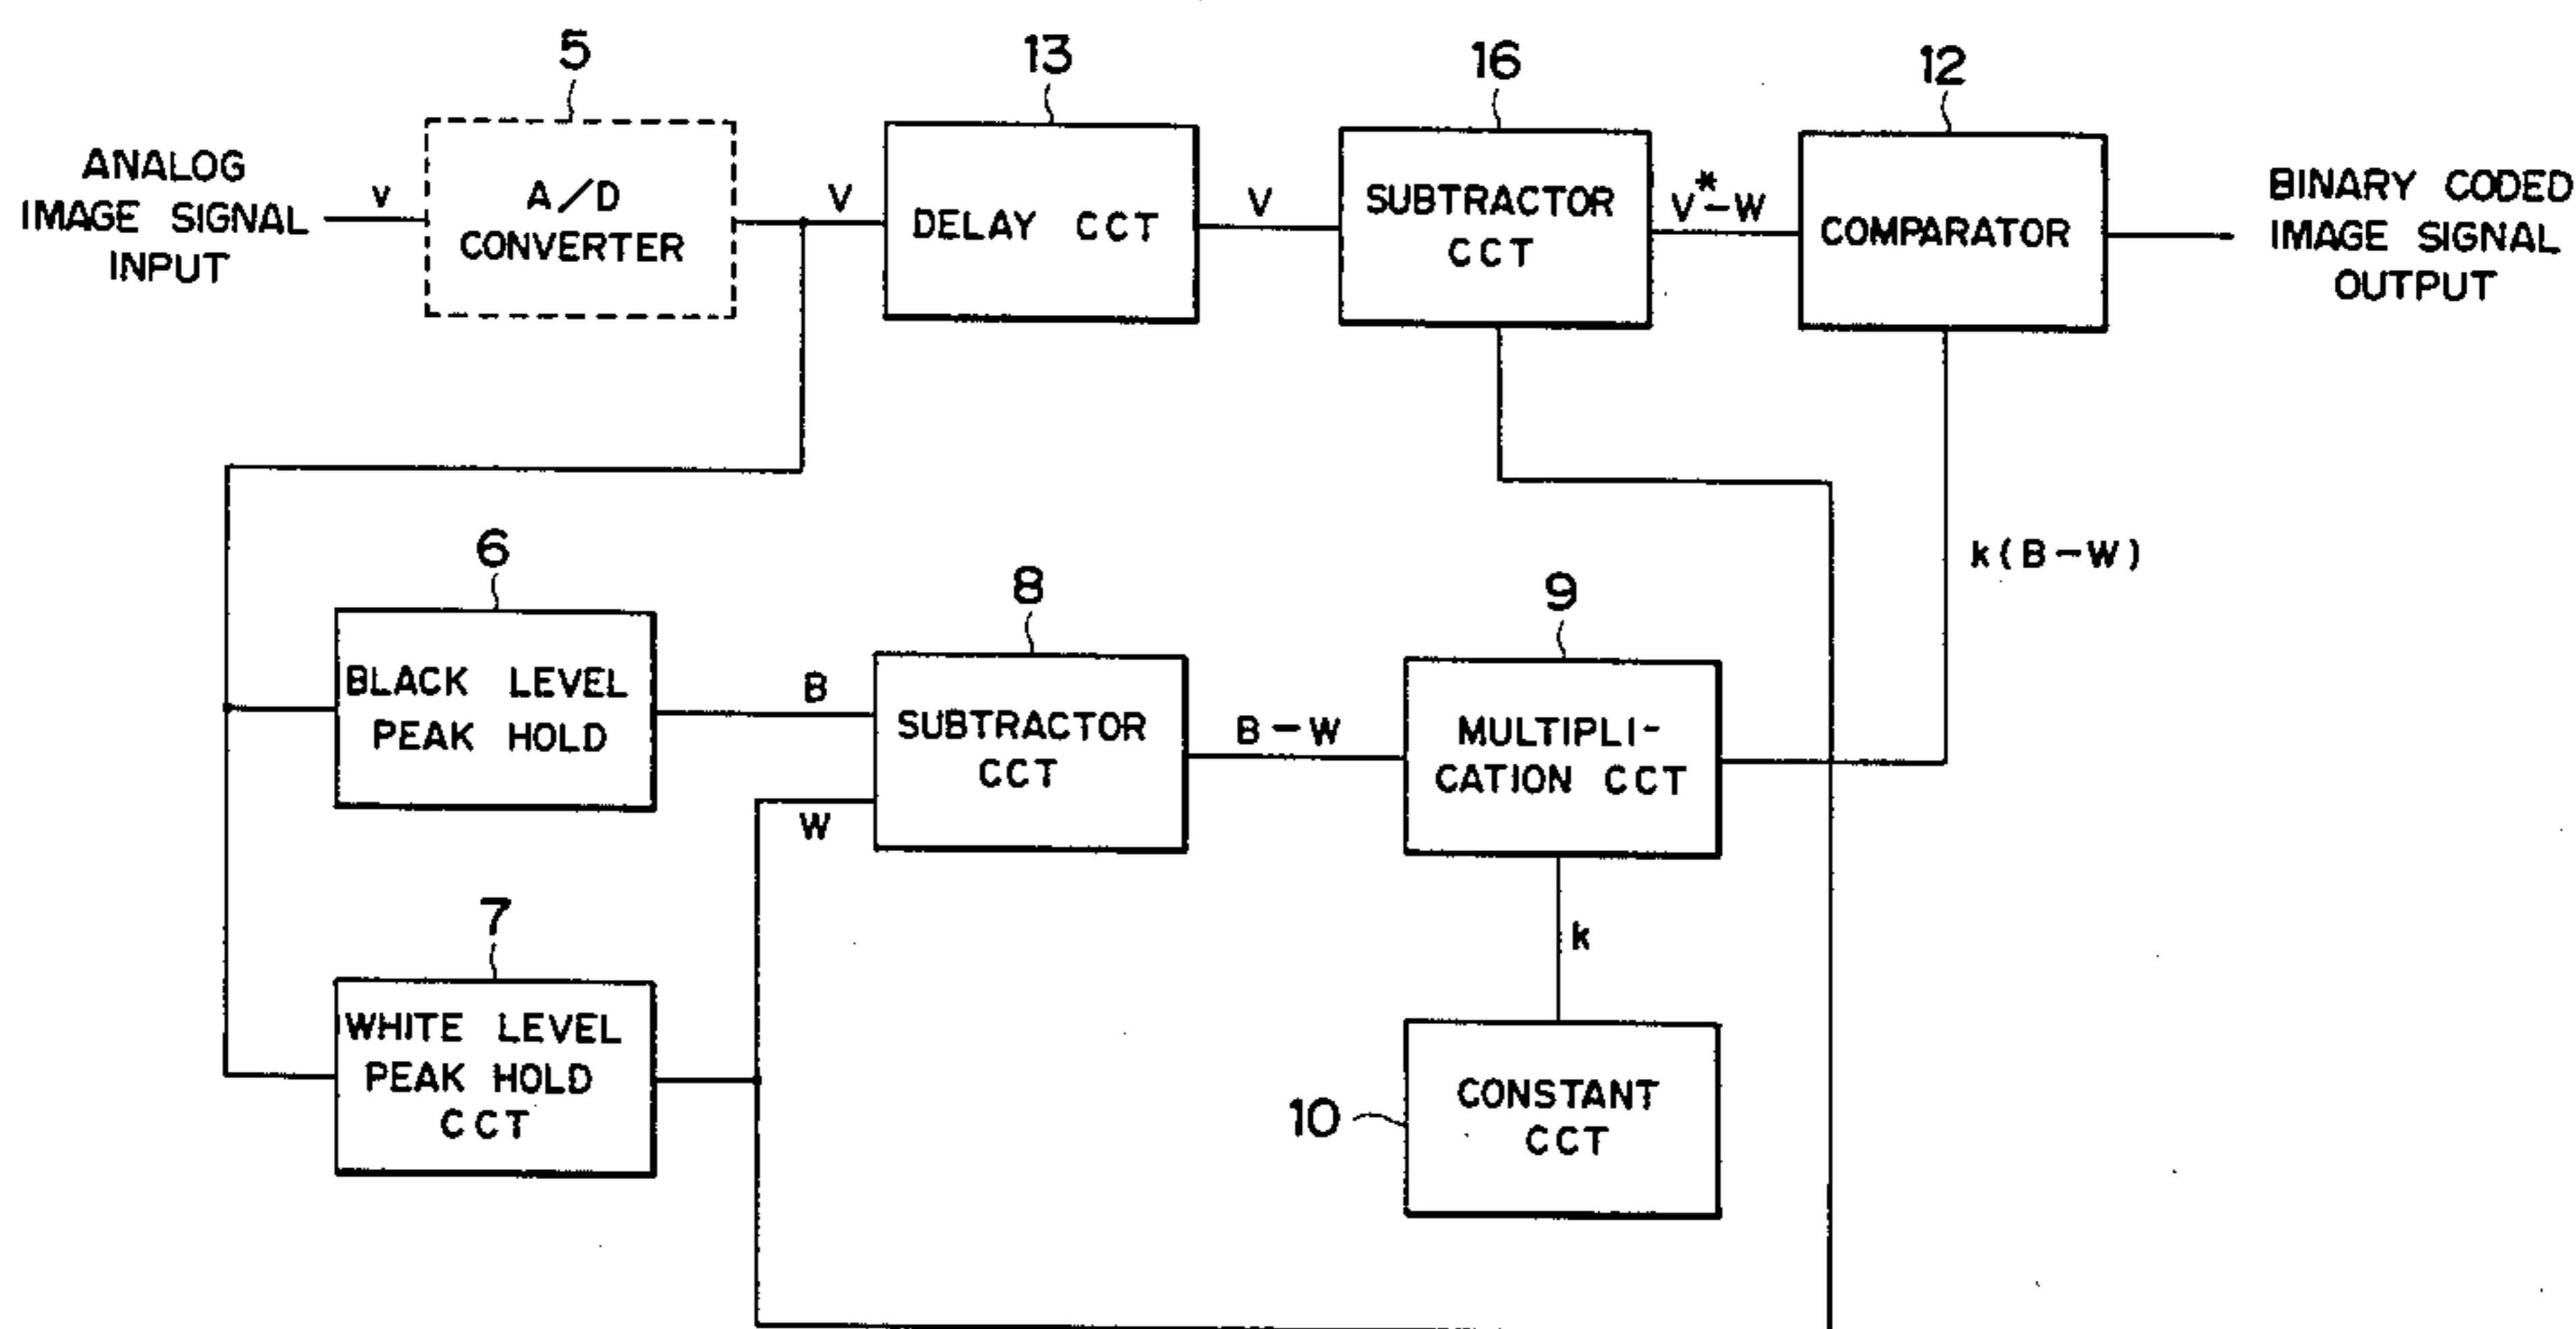 5
13
16
12
ANALOG
IMAGE SIGNAL
INPUT
v
A/D
CONVERTER
V
DELAY CCT
V
SUBTRACTOR
CCT
V*-W
COMPARATOR
BINARY CODED
IMAGE SIGNAL
OUTPUT
k(B-W)
6
8
9
BLACK LEVEL
PEAK HOLD
B
W
SUBTRACTOR
CCT
B-W
MULTIPLI-
CATION CCT
7
k
WHITE LEVEL
PEAK HOLD
CCT
10
CONSTANT
CCT